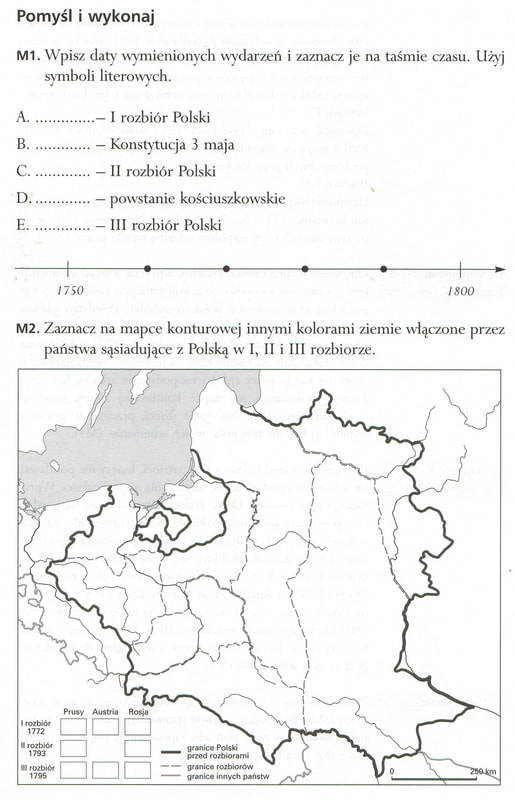 Pomyśl i wykonaj
M1. Wpisz daty wymienionych wydarzeń i zaznacz je na taśmie czasu. Użyj
symboli literowych.
A. ..............– I rozbiór Polski
B. ............. – Konstytucja 3 maja
C. ............. – II rozbiór Polski
D. ............. – powstanie kościuszkowskie
E. ............. – III rozbiór Polski
1750 1800
M2. Zaznacz na mapce konturowej innymi kolorami ziemie włączone przez
państwa sąsiadujące z Polską w I, II i III rozbiorze.
Prusy Austria Rosja
I rozbiór
1772
II rozbiór
1793
III rozbiór
1795
granice Polski
przed rozbiorami
granice rozbiorów
granice innych państw
0 250 km